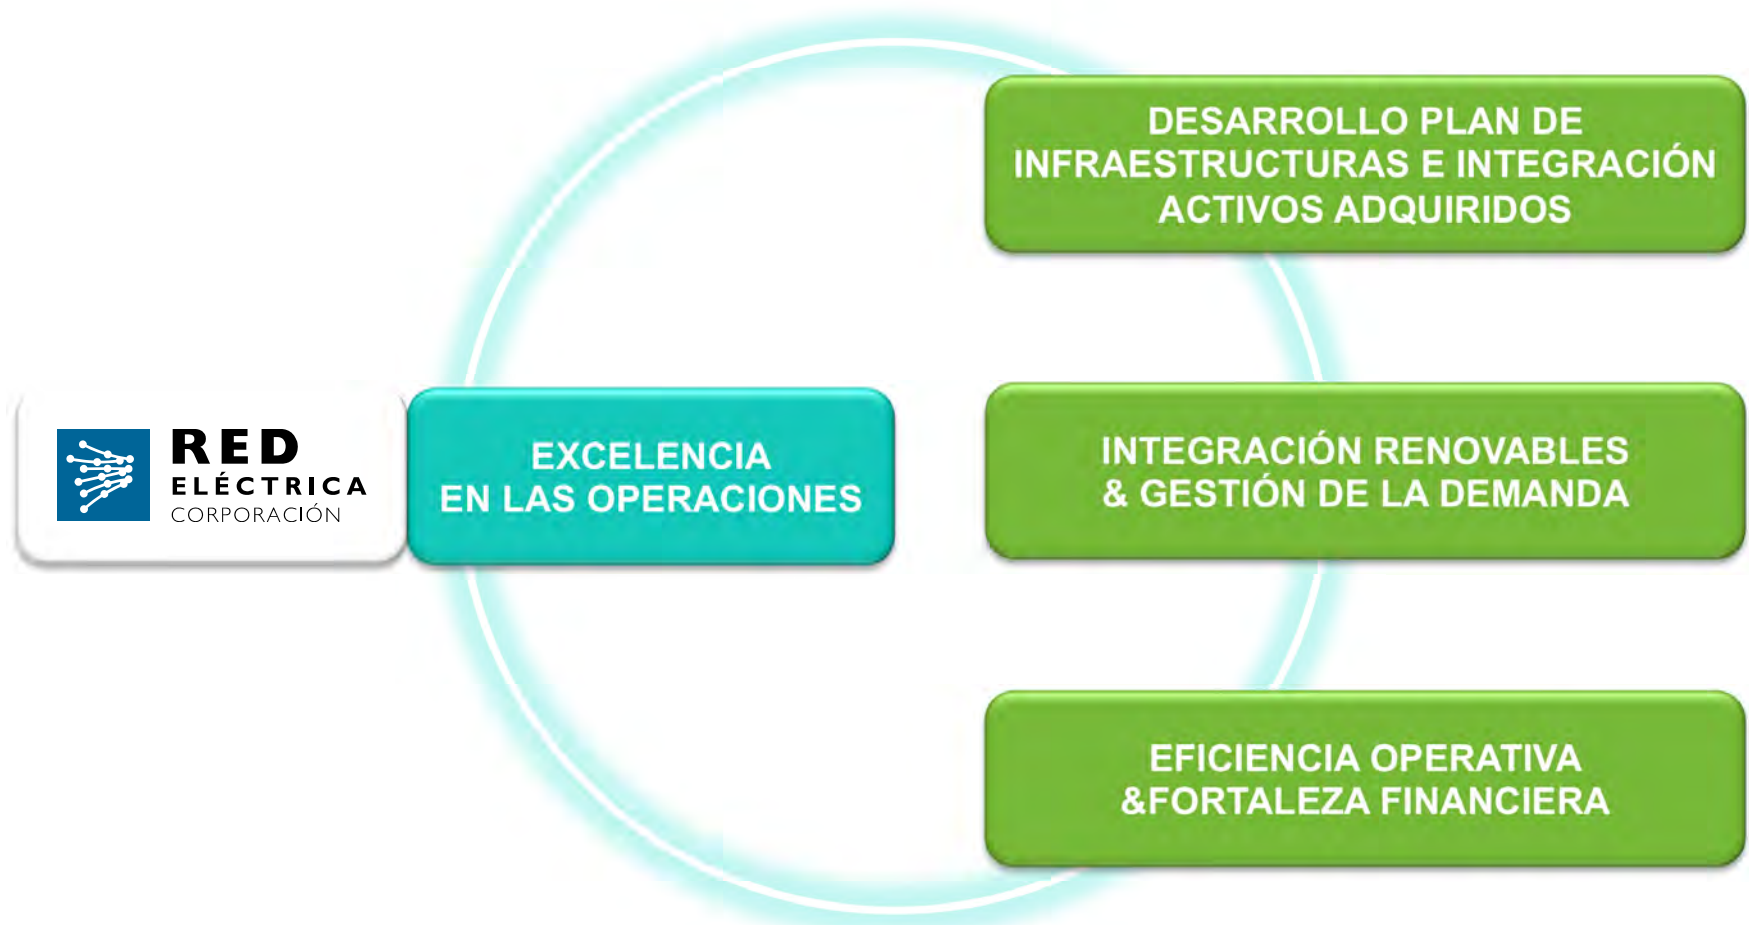 RED
ELÉCTRICA
CORPORACIÓN
EXCELENCIA
EN LAS OPERACIONES
DESARROLLO PLAN DE
INFRAESTRUCTURAS E INTEGRACIÓN
ACTIVOS ADQUIRIDOS
INTEGRACIÓN RENOVABLES
& GESTIÓN DE LA DEMANDA
EFICIENCIA OPERATIVA
&FORTALEZA FINANCIERA